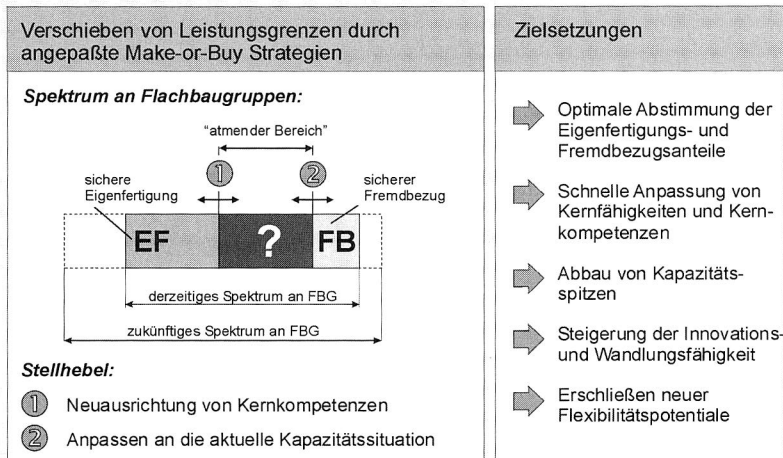 Verschieben von Leistungsgrenzen durch
angepaßte Make-or-Buy Strategien
Spektrum an Flachbaugruppen:
"atmender Bereich"
1
2
sichere
Eigenfertigung
sicherer
Fremdbezug
EF
?
FB
derzeitiges Spektrum an FBG
zukünftiges Spektrum an FBG
Stellhebel:
1 Neuausrichtung von Kernkompetenzen
2 Anpassen an die aktuelle Kapazitätssituation
Zielsetzungen
Optimale Abstimmung der
Eigenfertigungs- und
Fremdbezugsanteile
Schnelle Anpassung von
Kernfähigkeiten und Kern-
kompetenzen
Abbau von Kapazitäts-
spitzen
Steigerung der Innovations-
und Wandlungsfähigkeit
Erschließen neuer
Flexibilitätspotentiale